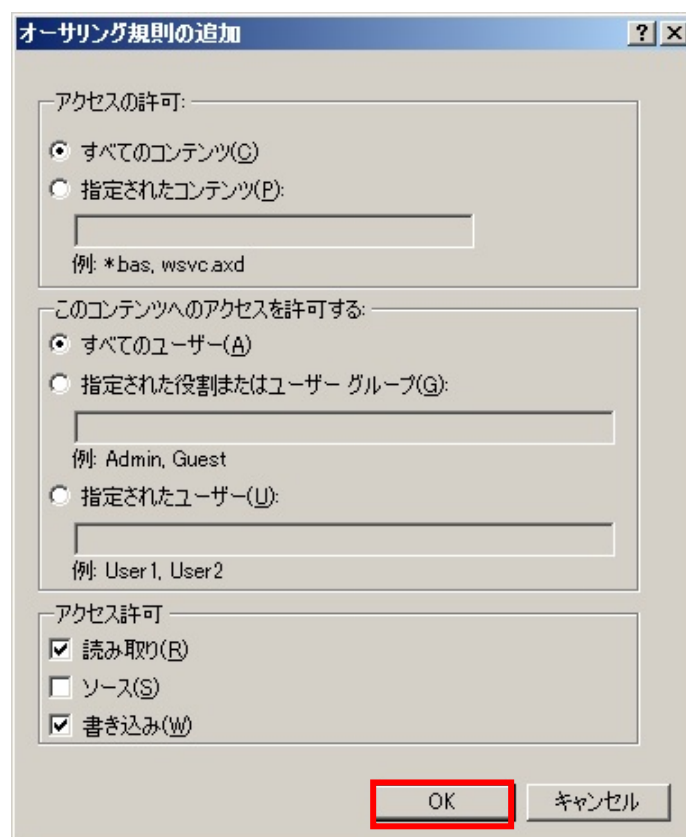 オーサリング規則の追加
アクセスの許可:
すべてのコンテンツ(C)
指定されたコンテンツ(P):
例: *.bas, wsvc.axd
このコンテンツへのアクセスを許可する:
すべてのユーザー(A)
指定された役割またはユーザー グループ(G):
例: Admin, Guest
指定されたユーザー(U):
例: User1, User2
アクセス許可
読み取り(R)
ソース(S)
書き込み(W)
OK キャンセル